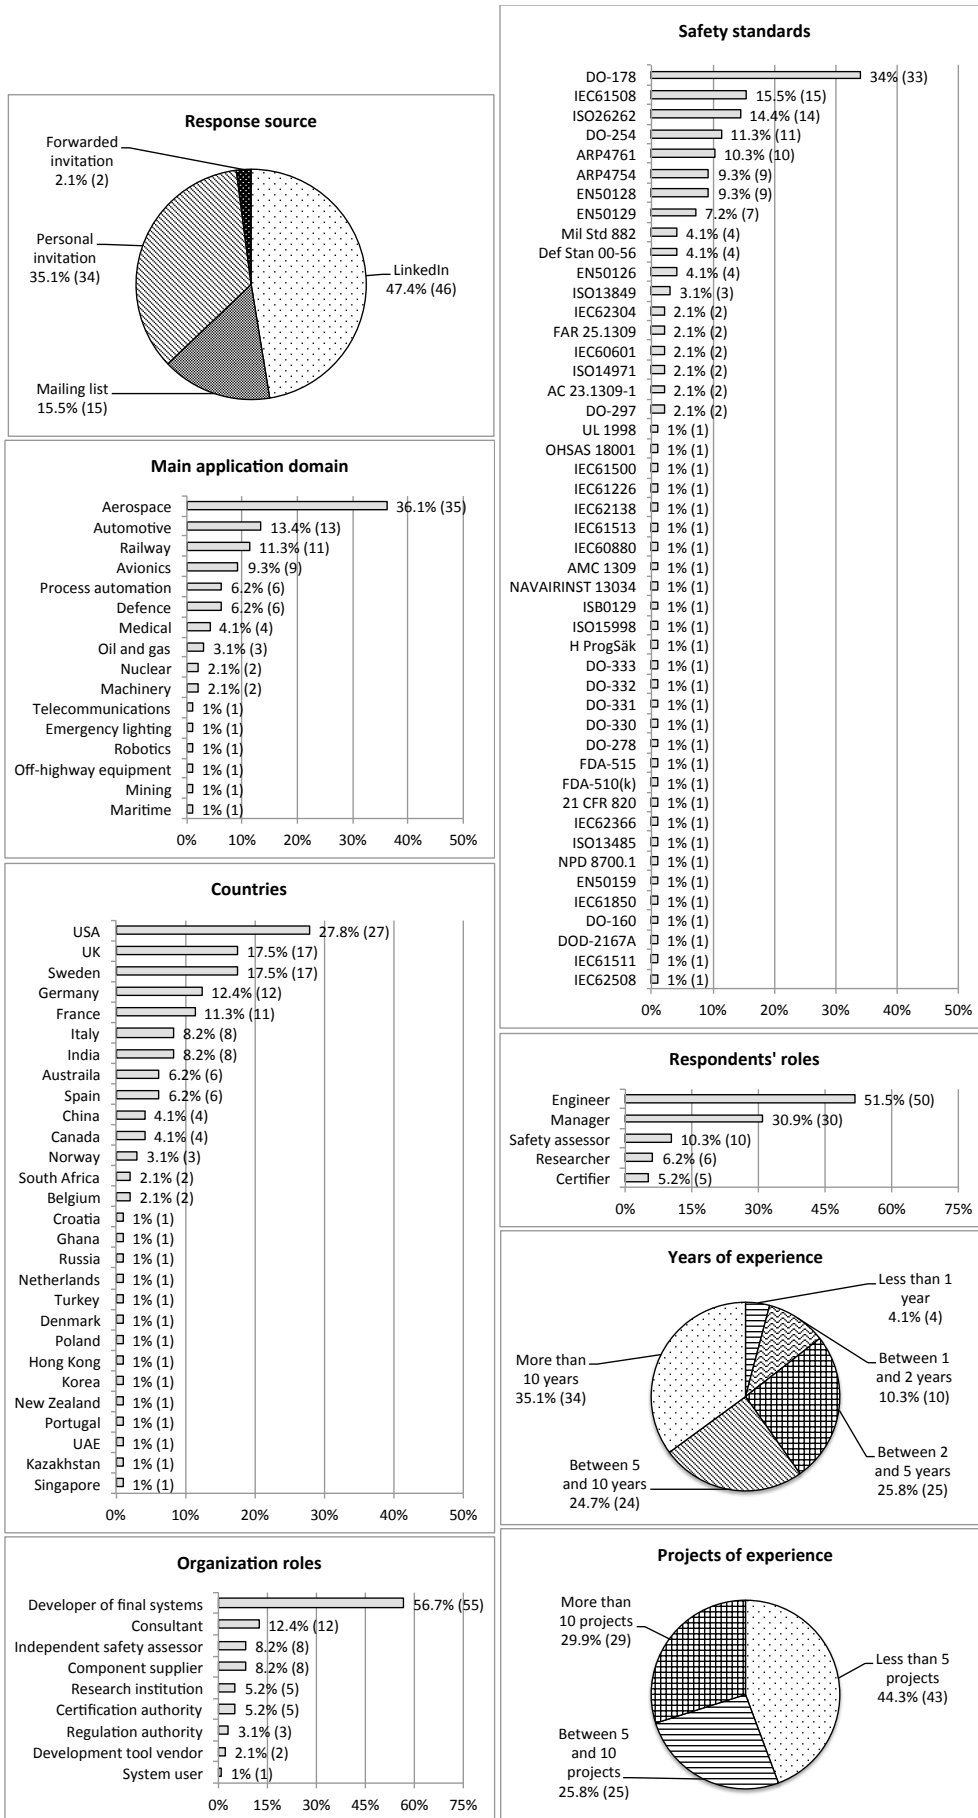 Response source
Forwarded
invitation
2.1% (2)
Personal
invitation
35.1% (34)
LinkedIn
47.4% (46)
Mailing list
15.5% (15)
Main application domain
Aerospace 36.1% (35)
Automotive 13.4% (13)
Railway 11.3% (11)
Avionics 9.3% (9)
Process automation 6.2% (6)
Defence 6.2% (6)
Medical 4.1% (4)
Oil and gas 3.1% (3)
Nuclear 2.1% (2)
Machinery 2.1% (2)
Telecommunications 1% (1)
Emergency lighting 1% (1)
Robotics 1% (1)
Off-highway equipment 1% (1)
Mining 1% (1)
Maritime 1% (1)
0% 10% 20% 30% 40% 50%
Countries
USA 27.8% (27)
UK 17.5% (17)
Sweden 17.5% (17)
Germany 12.4% (12)
France 11.3% (11)
Italy 8.2% (8)
India 8.2% (8)
Austraila 6.2% (6)
Spain 6.2% (6)
China 4.1% (4)
Canada 4.1% (4)
Norway 3.1% (3)
South Africa 2.1% (2)
Belgium 2.1% (2)
Croatia 1% (1)
Ghana 1% (1)
Russia 1% (1)
Netherlands 1% (1)
Turkey 1% (1)
Denmark 1% (1)
Poland 1% (1)
Hong Kong 1% (1)
Korea 1% (1)
New Zealand 1% (1)
Portugal 1% (1)
UAE 1% (1)
Kazakhstan 1% (1)
Singapore 1% (1)
0% 10% 20% 30% 40% 50%
Organization roles
Developer of final systems 56.7% (55)
Consultant 12.4% (12)
Independent safety assessor 8.2% (8)
Component supplier 8.2% (8)
Research institution 5.2% (5)
Certification authority 5.2% (5)
Regulation authority 3.1% (3)
Development tool vendor 2.1% (2)
System user 1% (1)
0% 15% 30% 45% 60% 75%
Safety standards
DO-178 34% (33)
IEC61508 15.5% (15)
ISO26262 14.4% (14)
DO-254 11.3% (11)
ARP4761 10.3% (10)
ARP4754 9.3% (9)
EN50128 9.3% (9)
EN50129 7.2% (7)
Mil Std 882 4.1% (4)
Def Stan 00-56 4.1% (4)
EN50126 4.1% (4)
ISO13849 3.1% (3)
IEC62304 2.1% (2)
FAR 25.1309 2.1% (2)
IEC60601 2.1% (2)
ISO14971 2.1% (2)
AC 23.1309-1 2.1% (2)
DO-297 2.1% (2)
UL 1998 1% (1)
OHSAS 18001 1% (1)
IEC61500 1% (1)
IEC61226 1% (1)
IEC62138 1% (1)
IEC61513 1% (1)
IEC60880 1% (1)
AMC 1309 1% (1)
NAVAIRINST 13034 1% (1)
ISB0129 1% (1)
ISO15998 1% (1)
H ProgSäk 1% (1)
DO-333 1% (1)
DO-332 1% (1)
DO-331 1% (1)
DO-330 1% (1)
DO-278 1% (1)
FDA-515 1% (1)
FDA-510(k) 1% (1)
21 CFR 820 1% (1)
IEC62366 1% (1)
ISO13485 1% (1)
NPD 8700.1 1% (1)
EN50159 1% (1)
IEC61850 1% (1)
DO-160 1% (1)
DOD-2167A 1% (1)
IEC61511 1% (1)
IEC62508 1% (1)
0% 10% 20% 30% 40% 50%
Respondents' roles
Engineer 51.5% (50)
Manager 30.9% (30)
Safety assessor 10.3% (10)
Researcher 6.2% (6)
Certifier 5.2% (5)
0% 15% 30% 45% 60% 75%
Years of experience
Less than 1
year
4.1% (4)
More than
10 years
35.1% (34)
Between 1
and 2 years
10.3% (10)
Between 5
and 10 years
24.7% (24)
Between 2
and 5 years
25.8% (25)
Projects of experience
More than
10 projects
29.9% (29)
Less than 5
projects
44.3% (43)
Between 5
and 10
projects
25.8% (25)